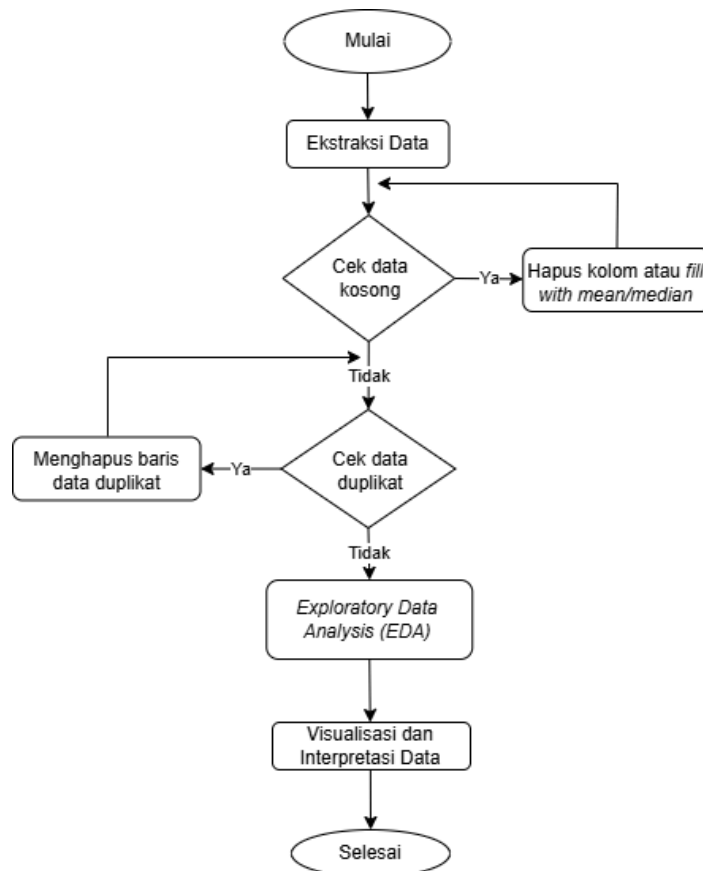 Mulai
Ekstraksi Data
Cek data
kosong
Ya
Hapus kolom atau fill
with mean/median
Tidak
Cek data
duplikat
Ya
Menghapus baris
data duplikat
Tidak
Exploratory Data
Analysis (EDA)
Visualisasi dan
Interpretasi Data
Selesai